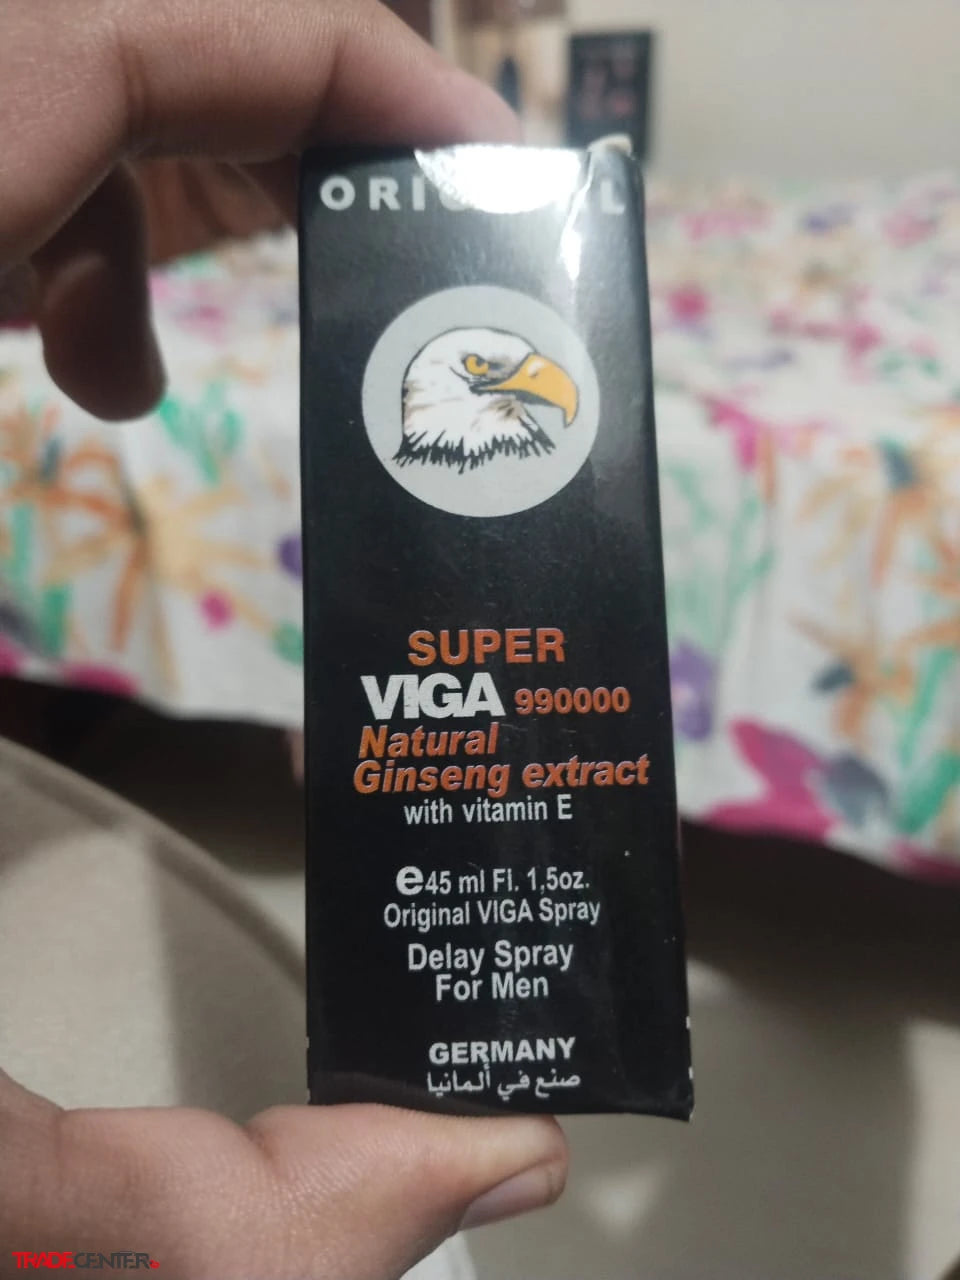 ORIGINAL
SUPER
VIGA 990000
Natural
Ginseng extract
with vitamin E
e45 ml Fl. 1,5oz.
Original VIGA Spray
Delay Spray
For Men
GERMANY
صنع في ألمانيا
TRADECENTER